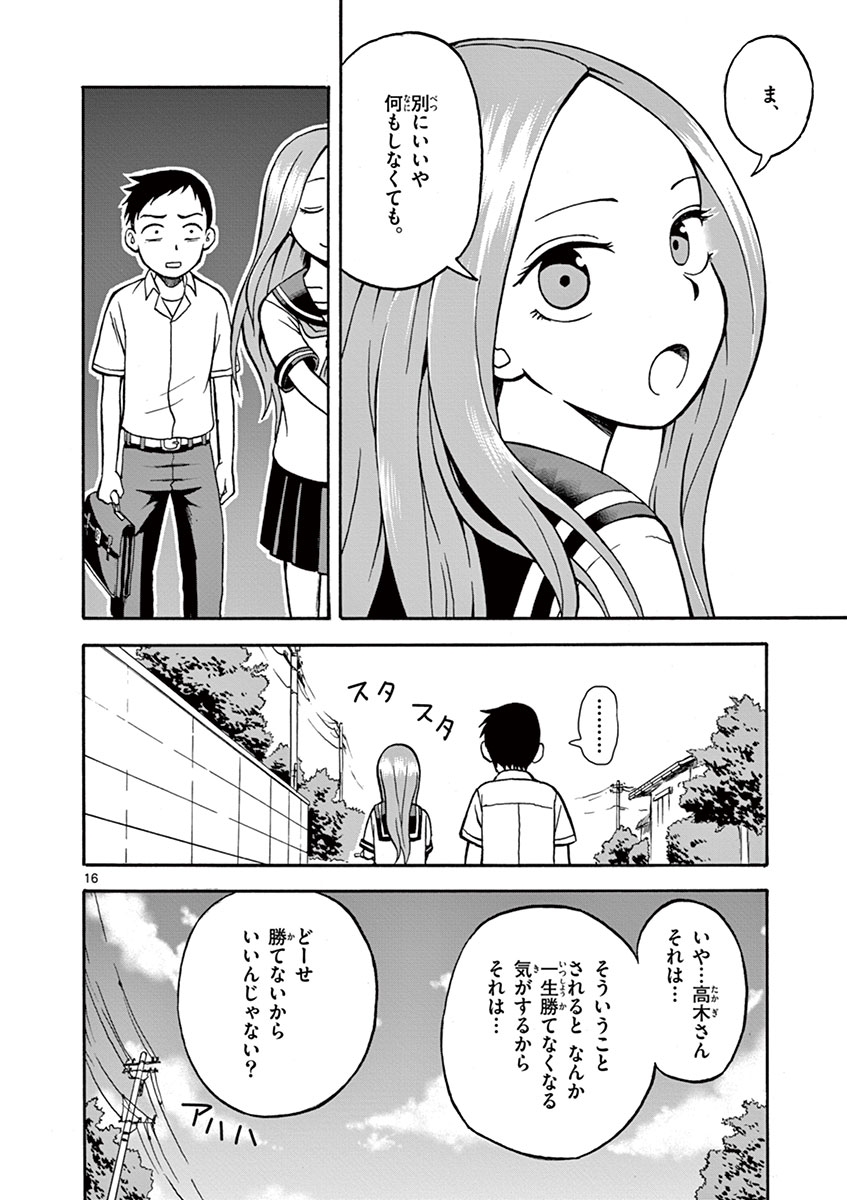 ま、
別にいいや
何もしなくても。
………
スタ
スタ
16
いや…高木さん
それは…
そういうこと
されると なんか
一生勝てなくなる
気がするから
それは…
どーせ
勝てないから
いいんじゃない?
アハハ